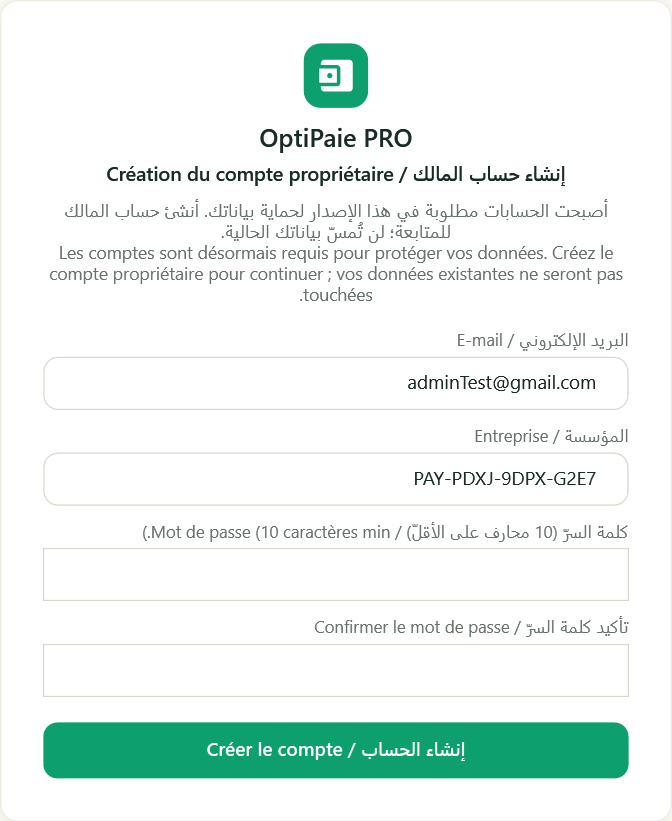 OptiPaie PRO
إنشاء حساب المالك / Création du compte propriétaire
أصبحت الحسابات مطلوبة في هذا الإصدار لحماية بياناتك. أنشئ حساب المالك
للمتابعة؛ لن تُمسّ بياناتك الحالية.
Les comptes sont désormais requis pour protéger vos données. Créez le
compte propriétaire pour continuer ; vos données existantes ne seront pas
touchées.
البريد الإلكتروني / E-mail
adminTest@gmail.com
المؤسسة / Entreprise
PAY-PDXJ-9DPX-G2E7
كلمة السرّ (10 محارف على الأقلّ) / Mot de passe (10 caractères min.)
تأكيد كلمة السرّ / Confirmer le mot de passe
إنشاء الحساب / Créer le compte